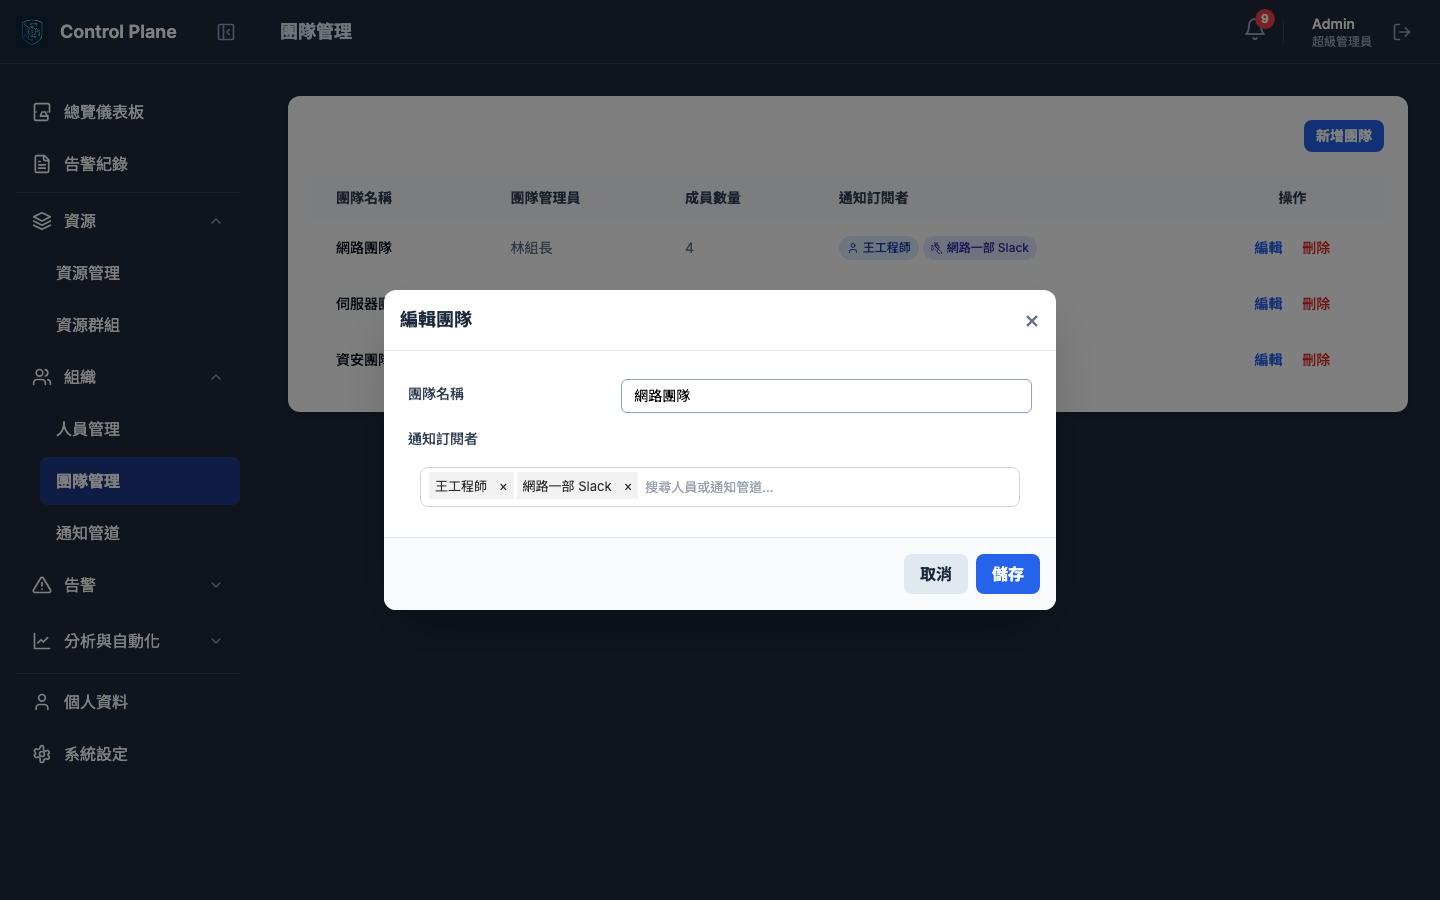 Control Plane
團隊管理
9
Admin
超級管理員
總覽儀表板
告警紀錄
資源
資源管理
資源群組
組織
人員管理
團隊管理
通知管道
告警
分析與自動化
個人資料
系統設定
新增團隊
團隊名稱 團隊管理員 成員數量 通知訂閱者 操作
網路團隊 林組長 4 王工程師 網路一部 Slack 編輯 刪除
伺服器 編輯 刪除
資安團隊 編輯 刪除
編輯團隊 ×
團隊名稱 網路團隊
通知訂閱者
王工程師 × 網路一部 Slack × 搜尋人員或通知管道...
取消 儲存